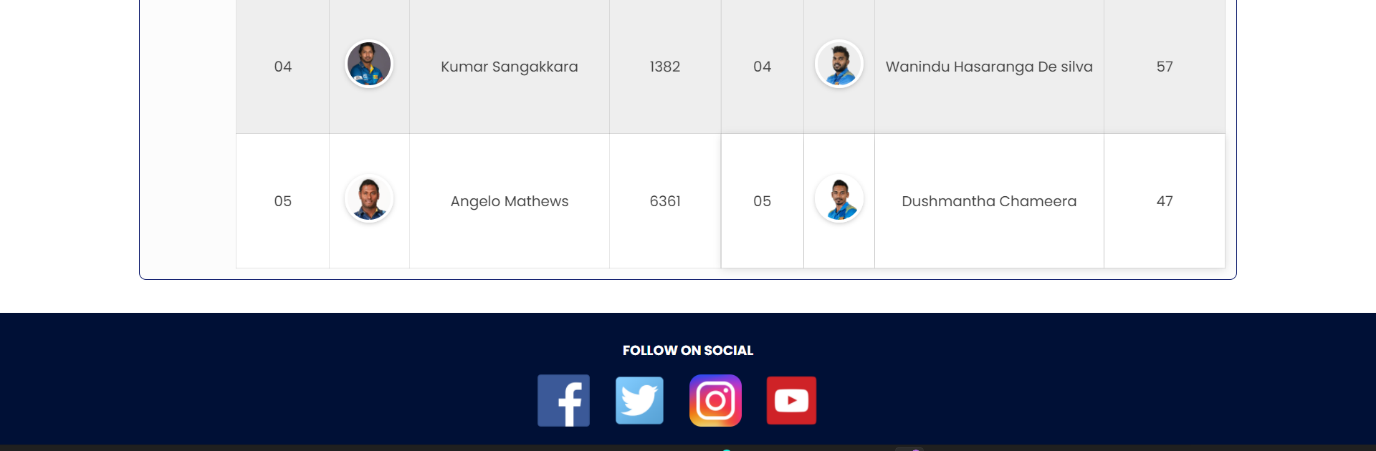 04 Kumar Sangakkara 1382 04 Wanindu Hasaranga De silva 57
05 Angelo Mathews 6361 05 Dushmantha Chameera 47
FOLLOW ON SOCIAL